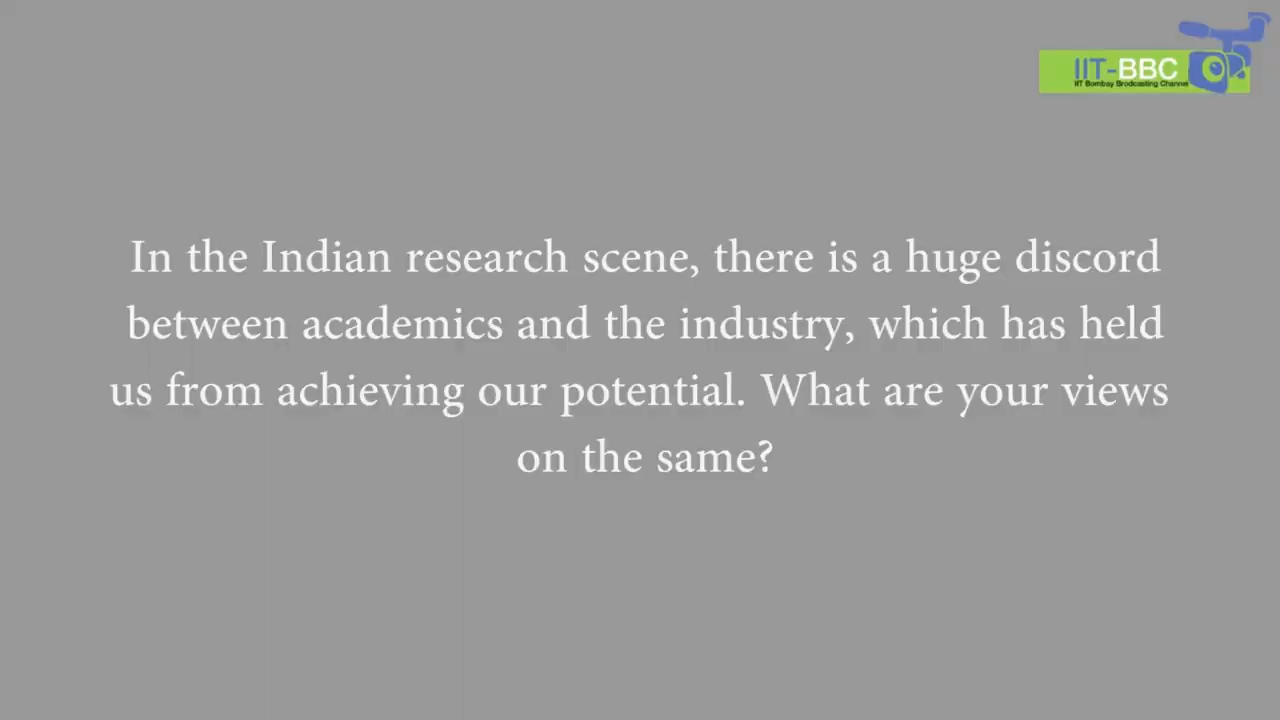 IIT-BBC
IIT Bombay Brodcasting Channel
In the Indian research scene, there is a huge discord
between academics and the industry, which has held
us from achieving our potential. What are your views
on the same?